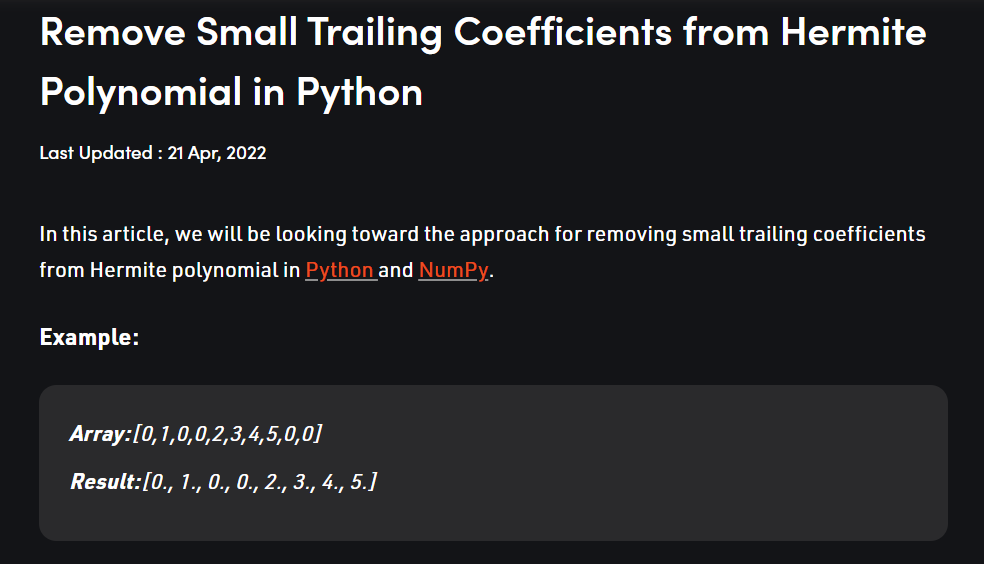 Remove Small Trailing Coefficients from Hermite
Polynomial in Python
Last Updated : 21 Apr, 2022
In this article, we will be looking toward the approach for removing small trailing coefficients
from Hermite polynomial in Python and NumPy.
Example:
Array:[0,1,0,0,2,3,4,5,0,0]
Result:[0., 1., 0., 0., 2., 3., 4., 5.]